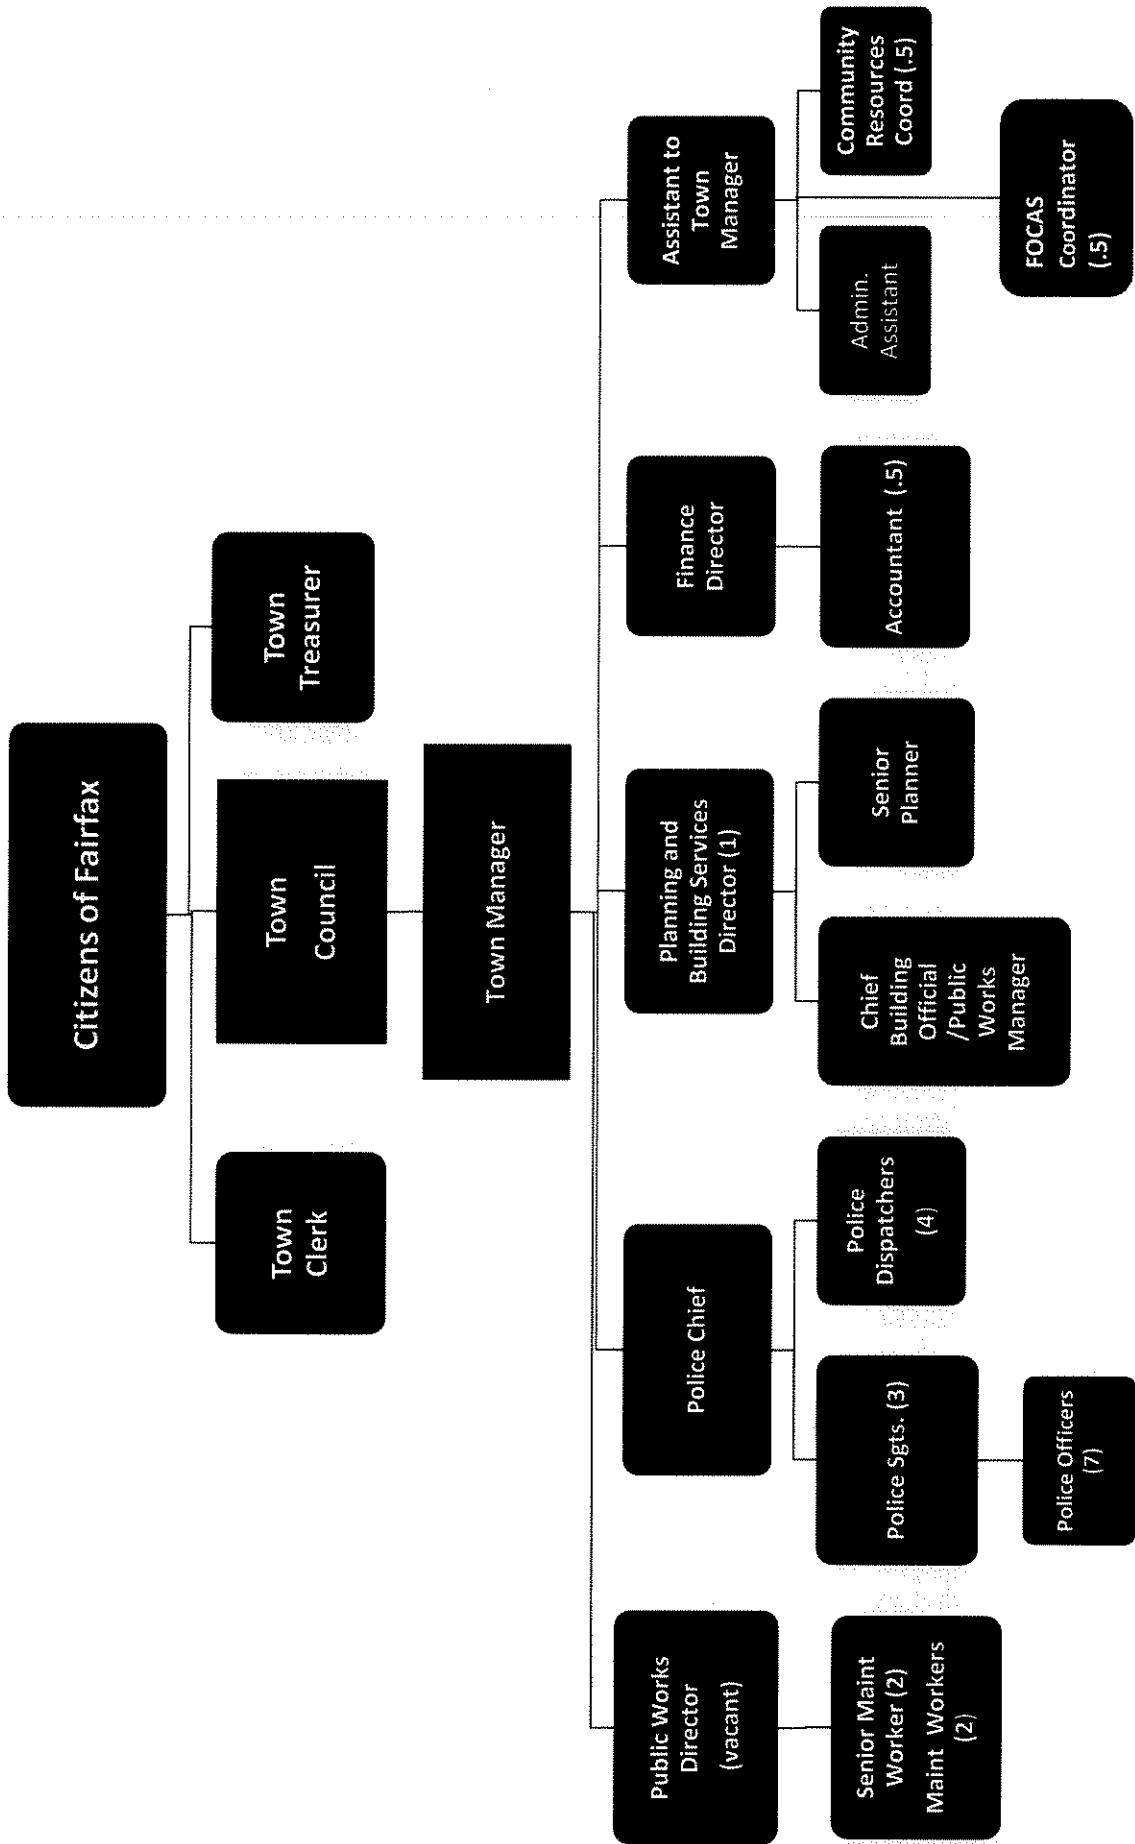 Citizens of Fairfax
Town
Clerk
Town
Council
Town
Treasurer
Town Manager
Public Works
Director
(vacant)
Police Chief
Planning and
Building Services
Director (1)
Finance
Director
Assistant to
Town
Manager
Senior Maint
Worker (2)
Maint Workers
(2)
Police Sgts. (3)
Police
Dispatchers
(4)
Chief
Building
Official
/Public
Works
Manager
Senior
Planner
Accountant (.5)
Admin.
Assistant
Community
Resources
Coord (.5)
Police Officers
(7)
FOCAS
Coordinator
(.5)